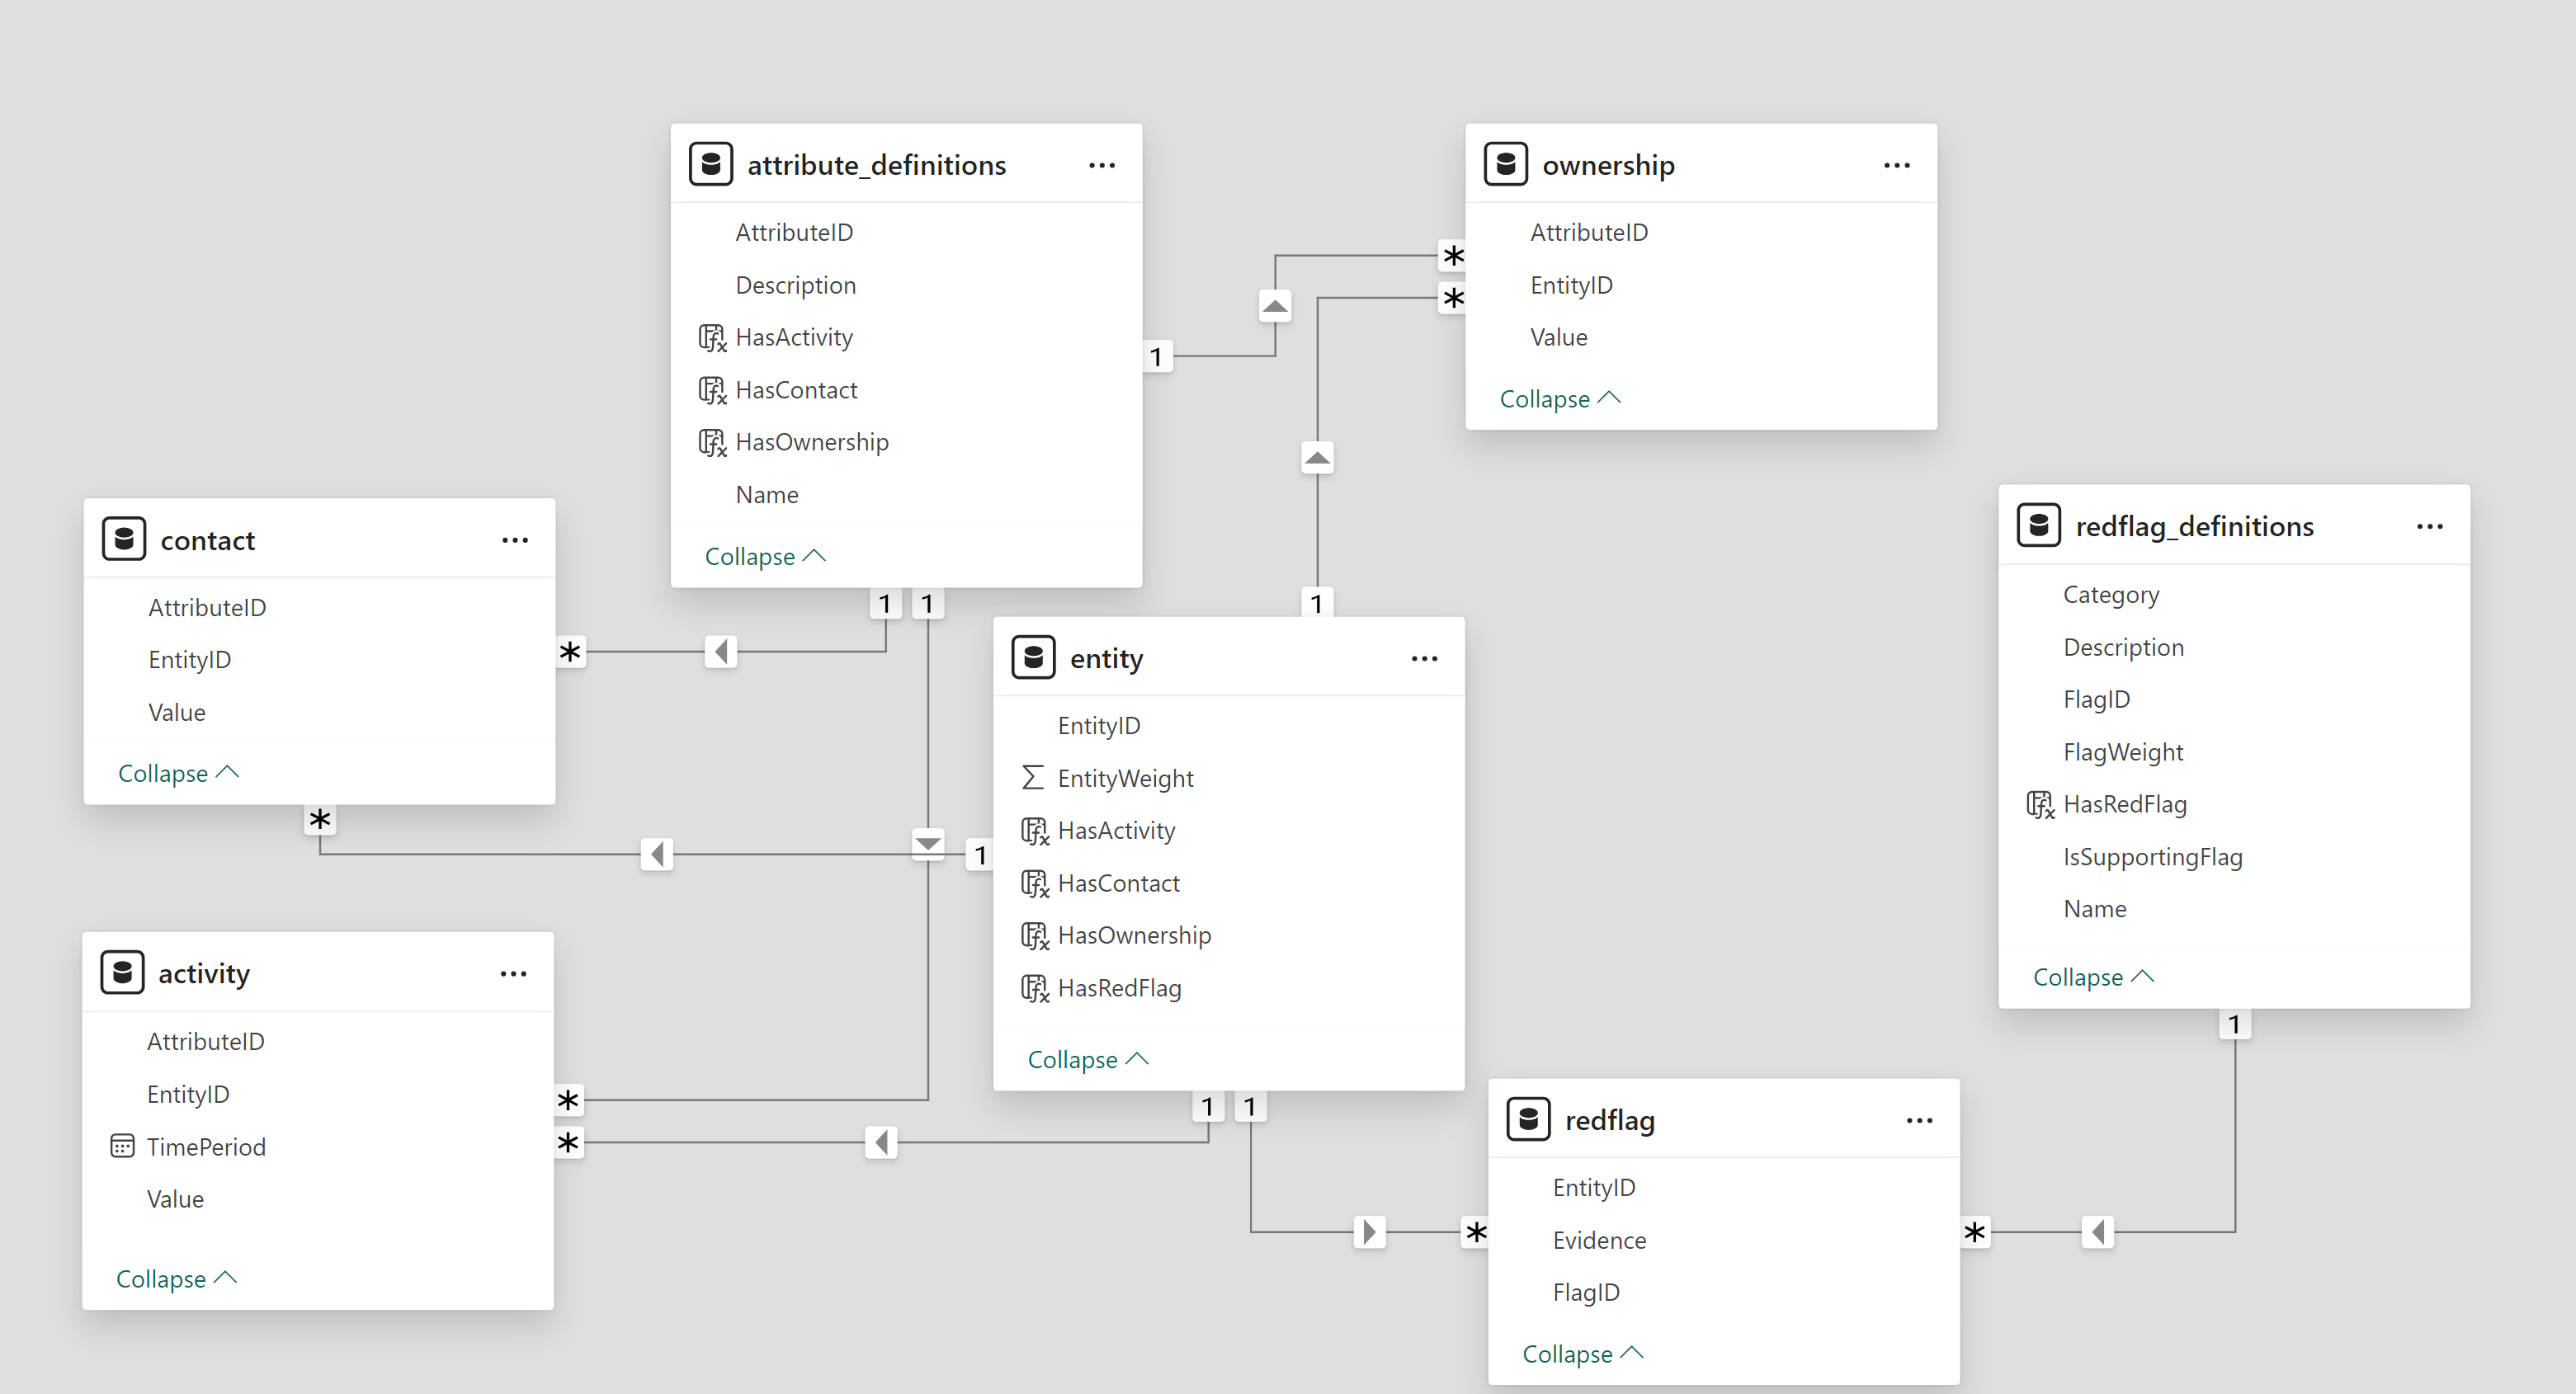 attribute_definitions
AttributeID
Description
HasActivity
HasContact
HasOwnership
Name
Collapse
1
1
1
ownership
AttributeID
EntityID
Value
Collapse
*
*
contact
AttributeID
EntityID
Value
Collapse
*
*
entity
EntityID
EntityWeight
HasActivity
HasContact
HasOwnership
HasRedFlag
Collapse
1
1
1
1
redflag_definitions
Category
Description
FlagID
FlagWeight
HasRedFlag
IsSupportingFlag
Name
Collapse
1
activity
AttributeID
EntityID
TimePeriod
Value
Collapse
*
*
redflag
EntityID
Evidence
FlagID
Collapse
*
*